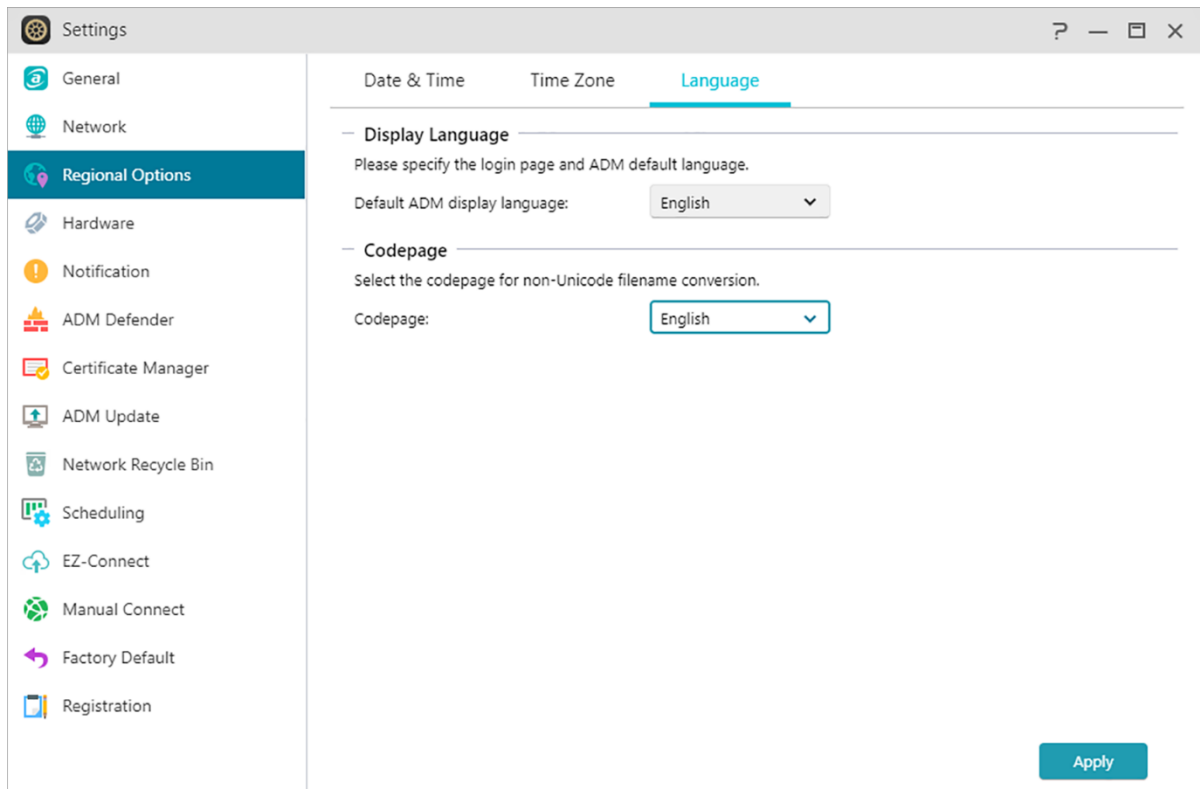 Settings
General
Network
Regional Options
Hardware
Notification
ADM Defender
Certificate Manager
ADM Update
Network Recycle Bin
Scheduling
EZ-Connect
Manual Connect
Factory Default
Registration
Date & Time Time Zone Language
Display Language
Please specify the login page and ADM default language.
Default ADM display language: English
Codepage
Select the codepage for non-Unicode filename conversion.
Codepage: English
Apply